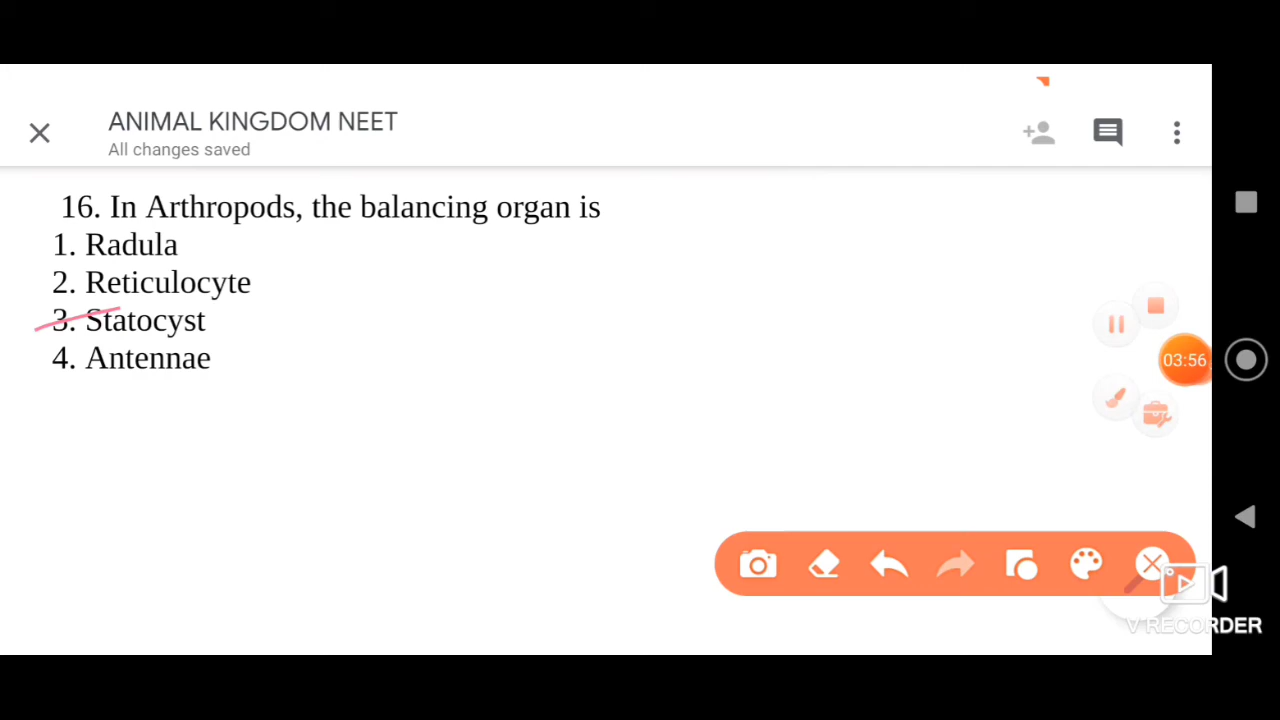 ANIMAL KINGDOM NEET
All changes saved
16. In Arthropods, the balancing organ is
1. Radula
2. Reticulocyte
3. Statocyst
4. Antennae
03:56
V RECORDER